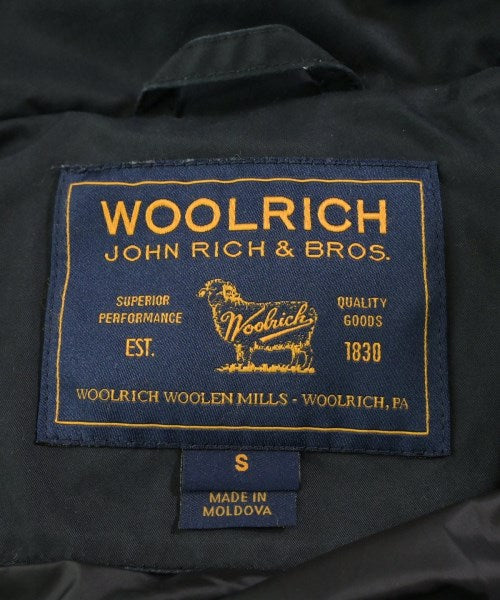 WOOLRICH
JOHN RICH & BROS.
SUPERIOR
PERFORMANCE
EST.
Woolrich
QUALITY
GOODS
1830
WOOLRICH WOOLEN MILLS - WOOLRICH, PA
S
MADE IN
MOLDOVA